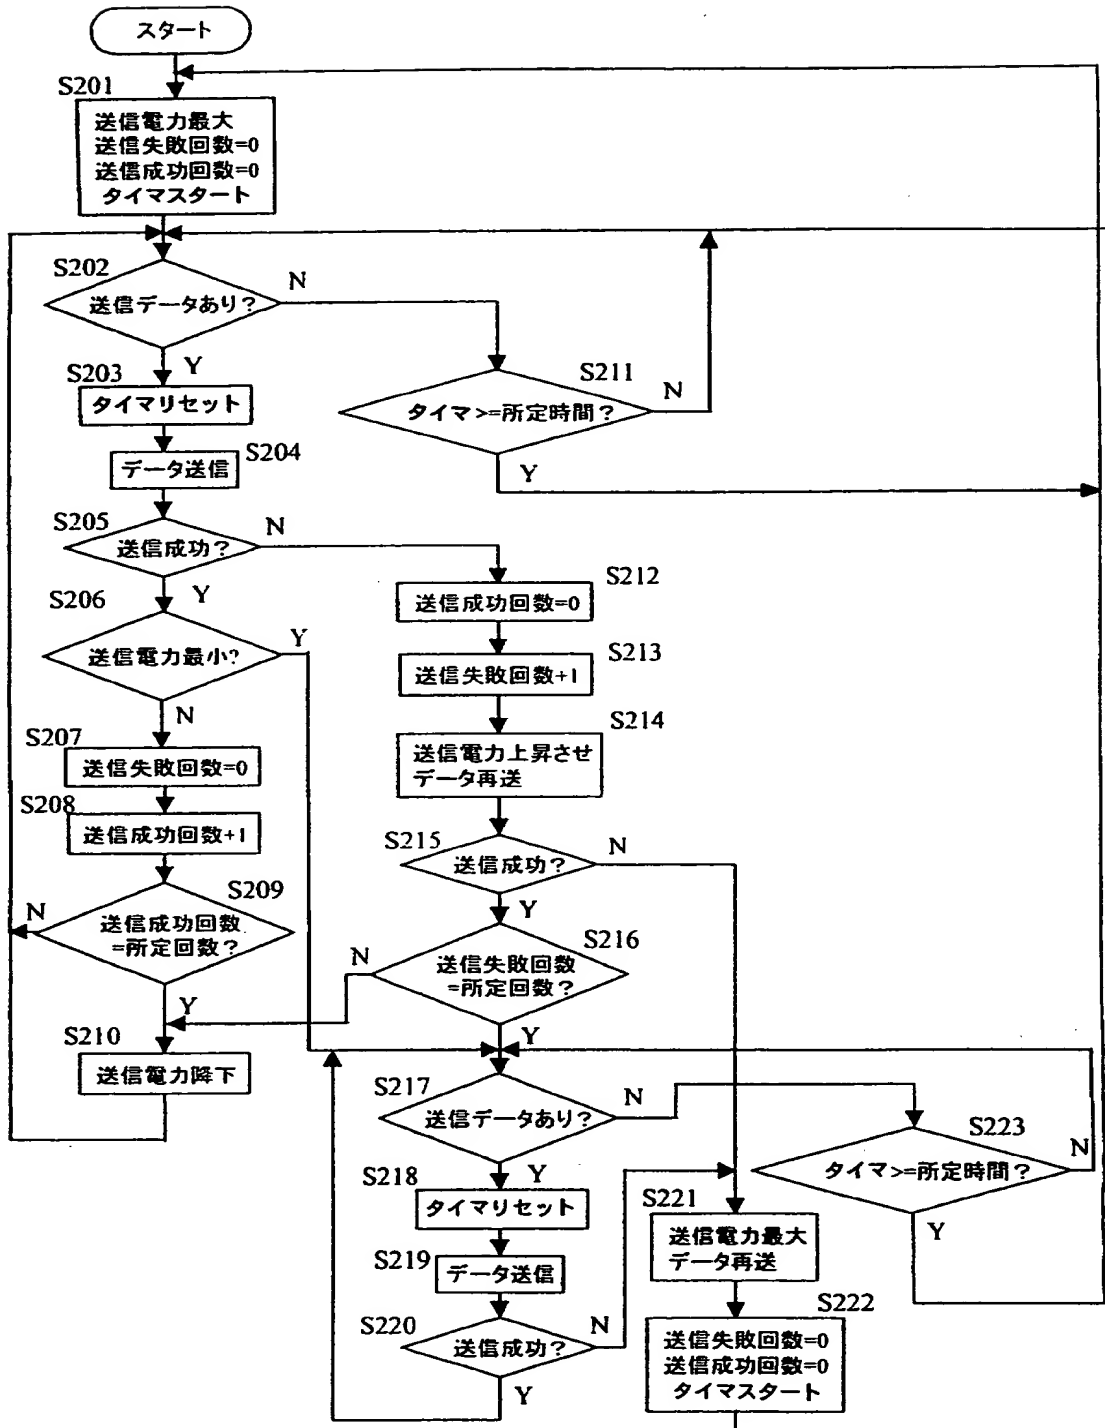 スタート
S201
送信電力最大
送信失敗回数=0
送信成功回数=0
タイマスタート
S202
送信データあり?
N
Y
S203
タイマリセット
S211
タイマ>=所定時間?
N
Y
S204
データ送信
S205
送信成功?
N
Y
S206
送信電力最小?
Y
N
S212
送信成功回数=0
S213
送信失敗回数+1
S214
送信電力上昇させ
データ再送
S207
送信失敗回数=0
S208
送信成功回数+1
S209
送信成功回数
=所定回数?
N
Y
S210
送信電力降下
S215
送信成功?
N
Y
S216
送信失敗回数
=所定回数?
N
Y
S217
送信データあり?
N
Y
S218
タイマリセット
S219
データ送信
S220
送信成功?
N
Y
S223
タイマ>=所定時間?
N
Y
S221
送信電力最大
データ再送
S222
送信失敗回数=0
送信成功回数=0
タイマスタート